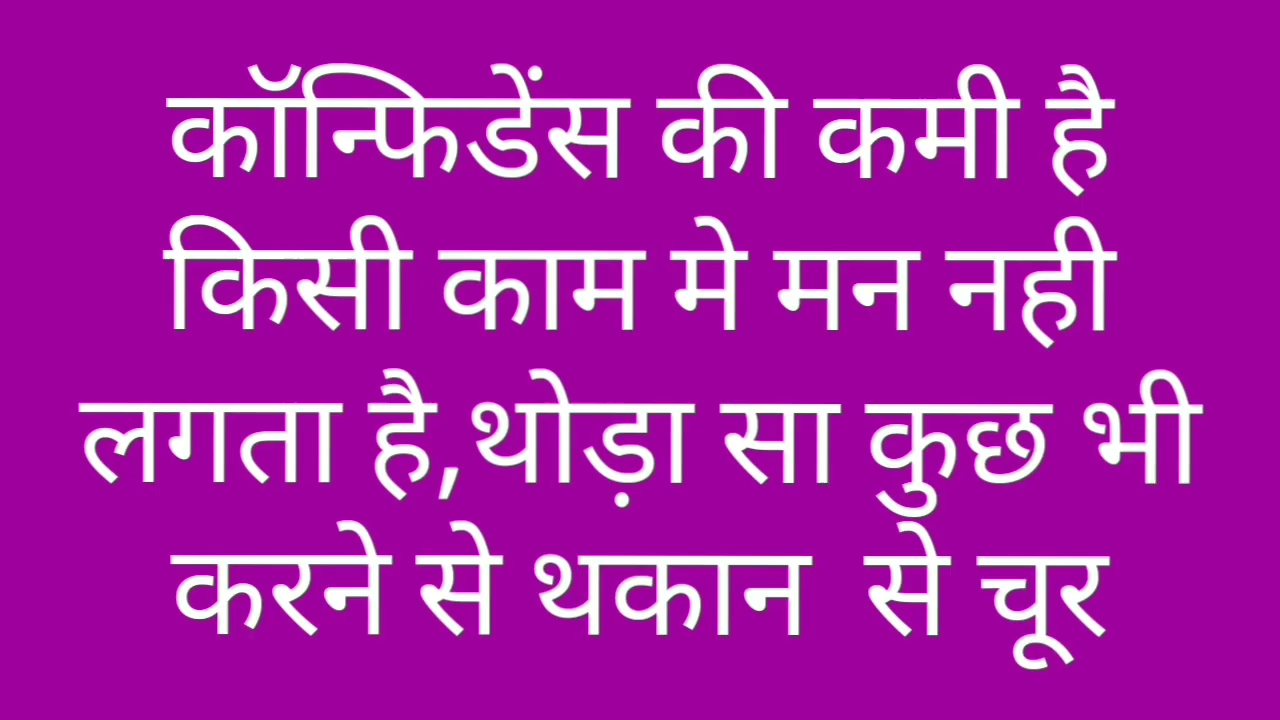 कॉन्फिडेंस की कमी है
किसी काम मे मन नही
लगता है,थोड़ा सा कुछ भी
करने से थकान  से चूर